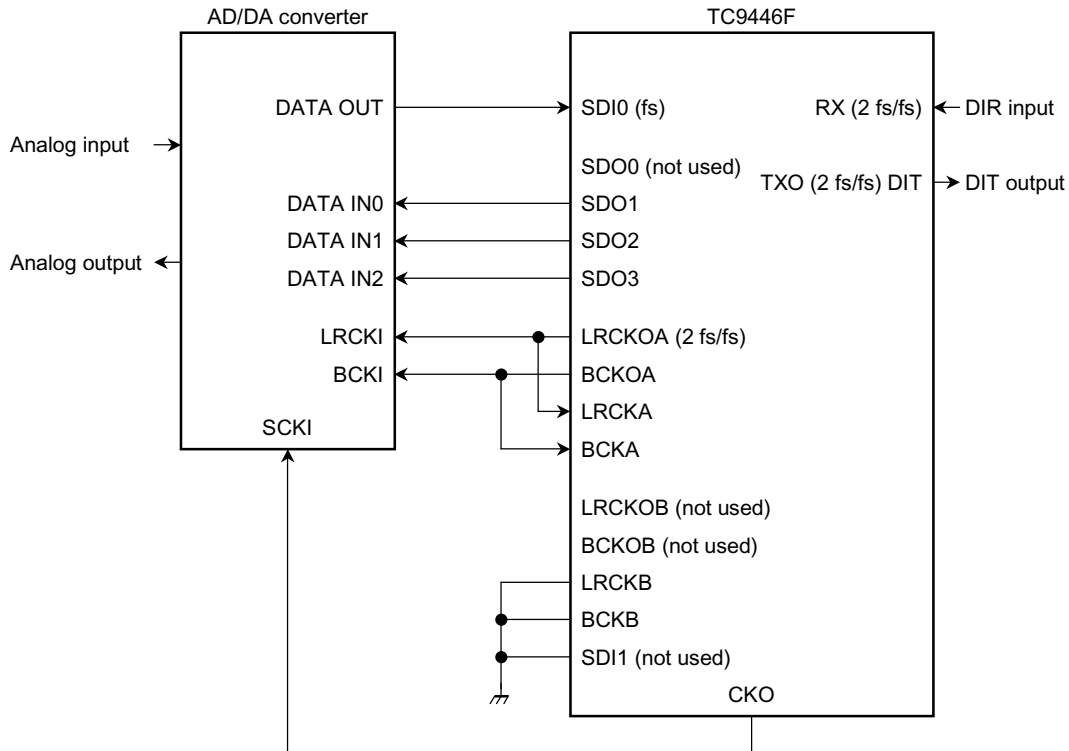 AD/DA converter
TC9446F
DATA OUT
SDI0 (fs)
RX (2 fs/fs)
DIR input
Analog input
SDO0 (not used)
TXO (2 fs/fs) DIT
DIT output
DATA IN0
SDO1
DATA IN1
SDO2
Analog output
DATA IN2
SDO3
LRCKI
LRCKOA (2 fs/fs)
BCKI
BCKOA
LRCKA
SCKI
BCKA
LRCKOB (not used)
BCKOB (not used)
LRCKB
BCKB
SDI1 (not used)
CKO